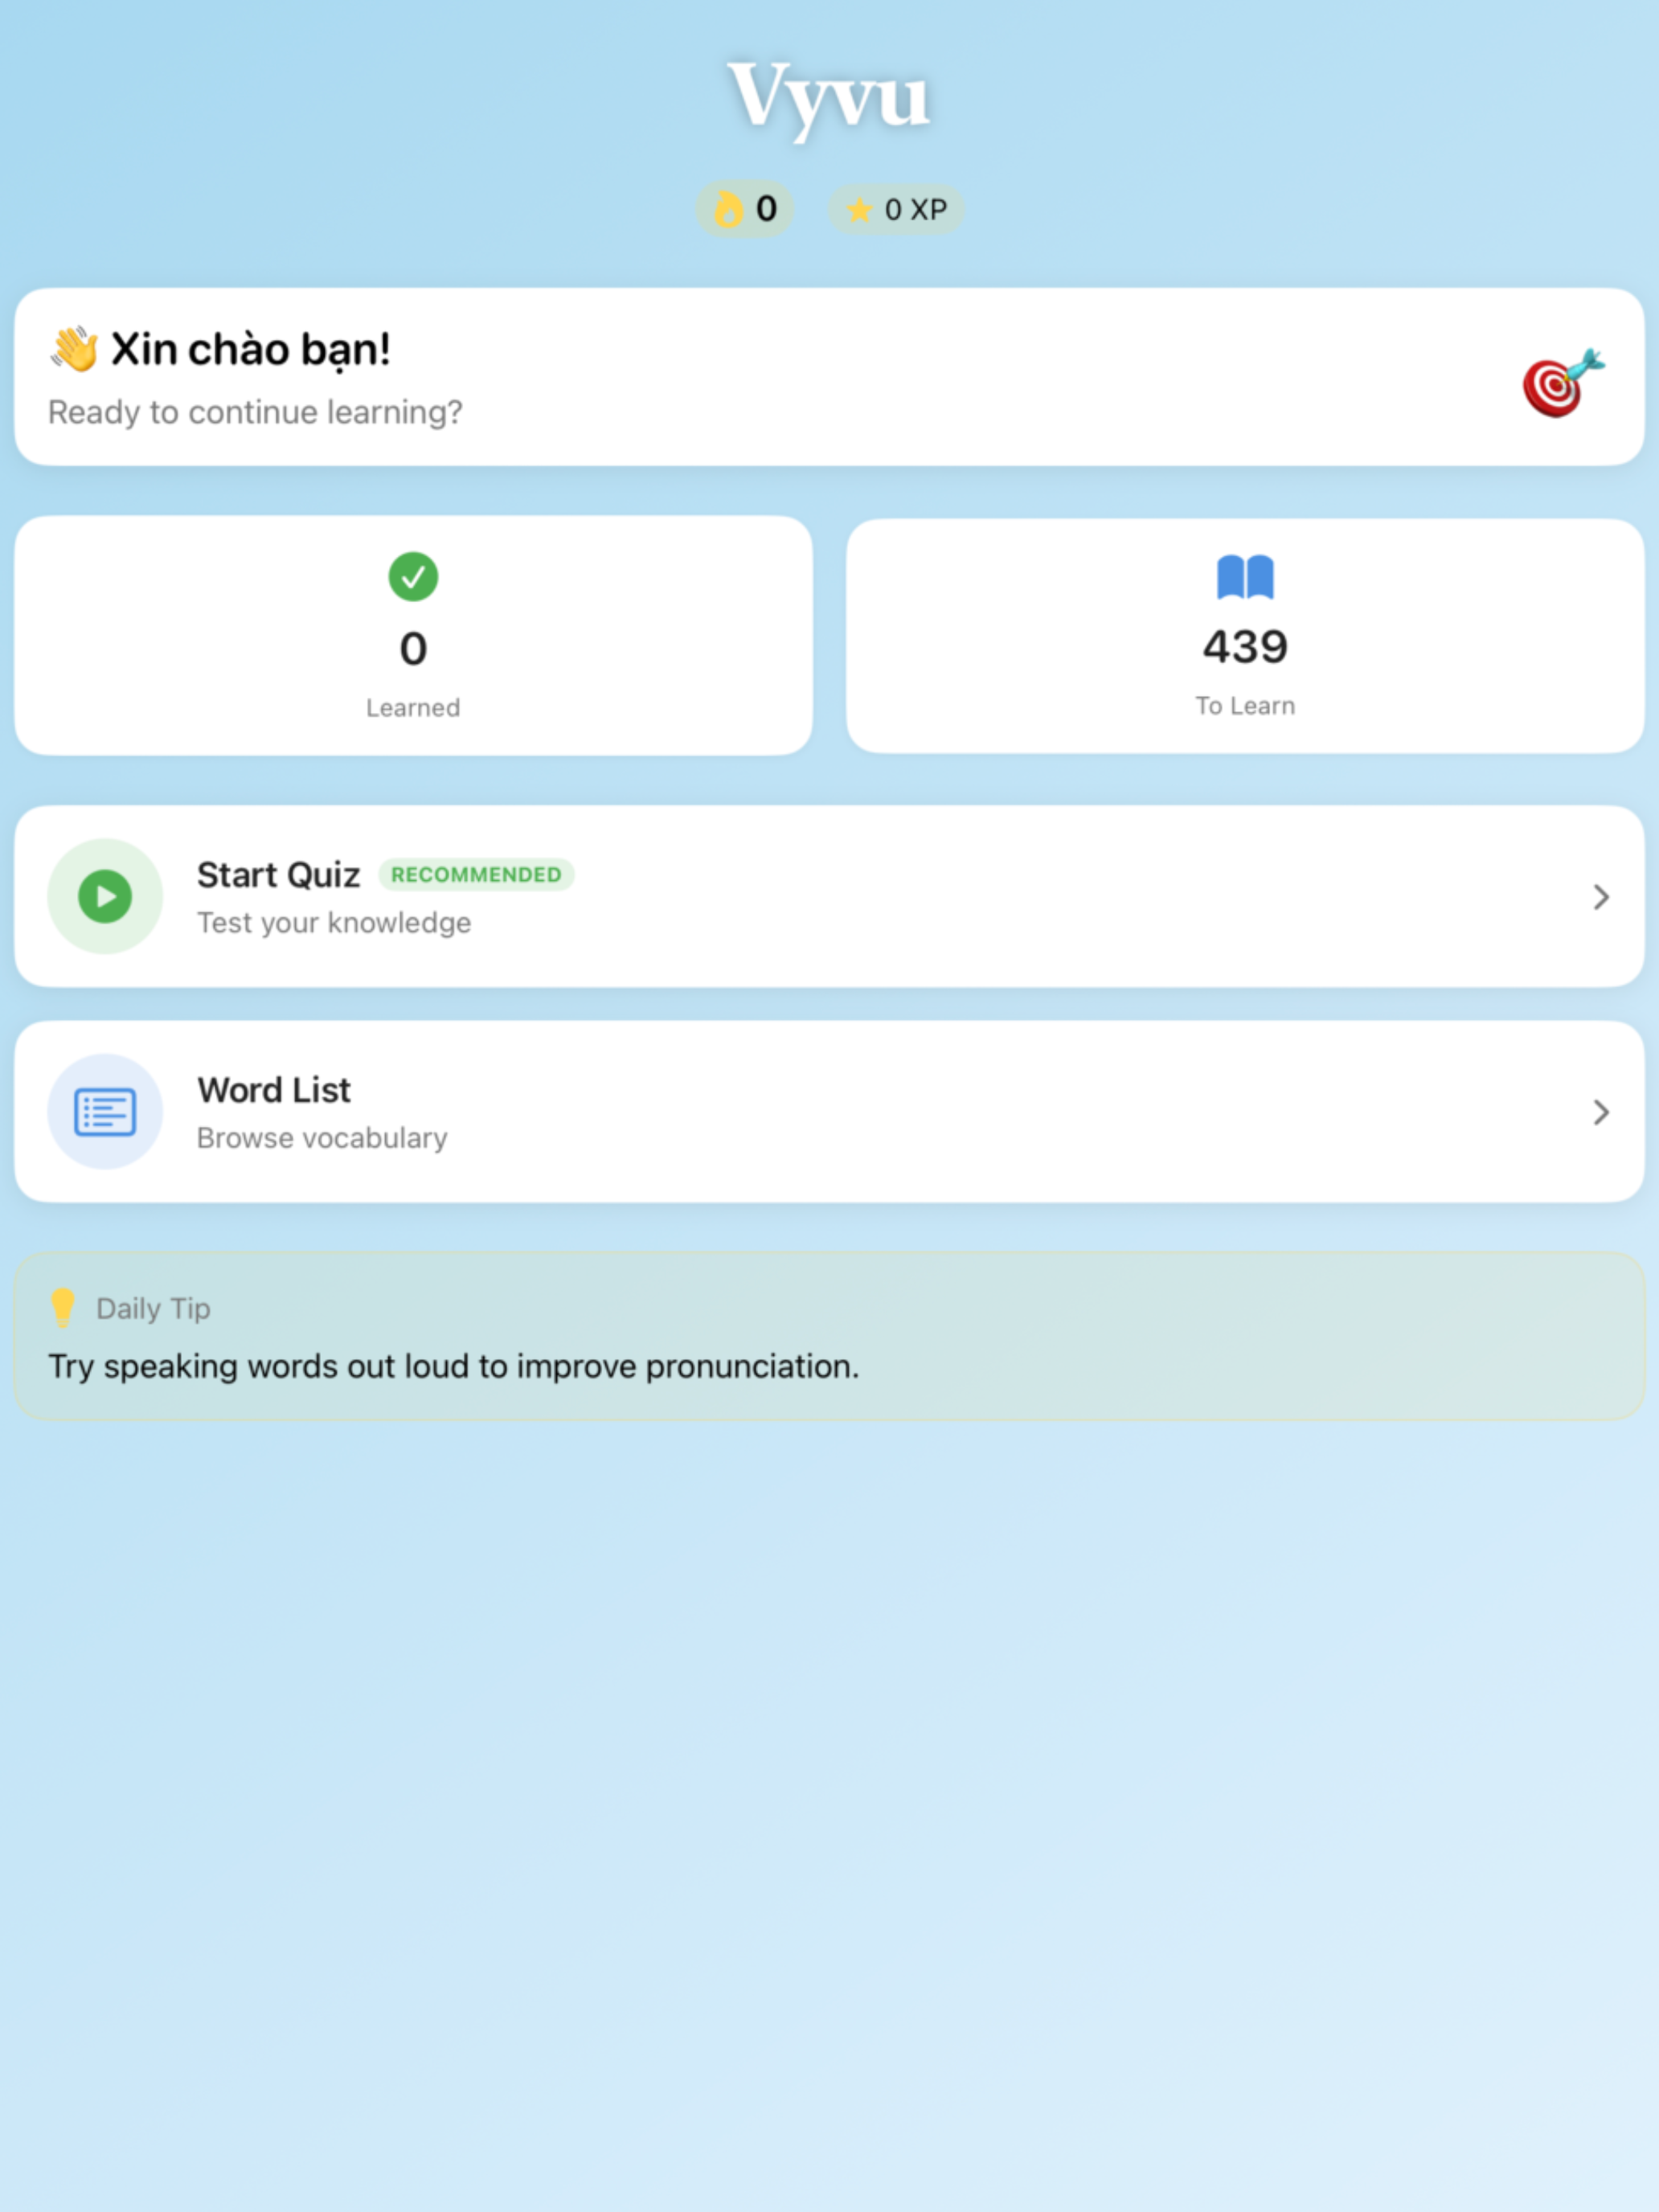 Vyvu
0
0 XP
Xin chào bạn!
Ready to continue learning?
0
Learned
439
To Learn
Start Quiz RECOMMENDED
Test your knowledge
Word List
Browse vocabulary
Daily Tip
Try speaking words out loud to improve pronunciation.